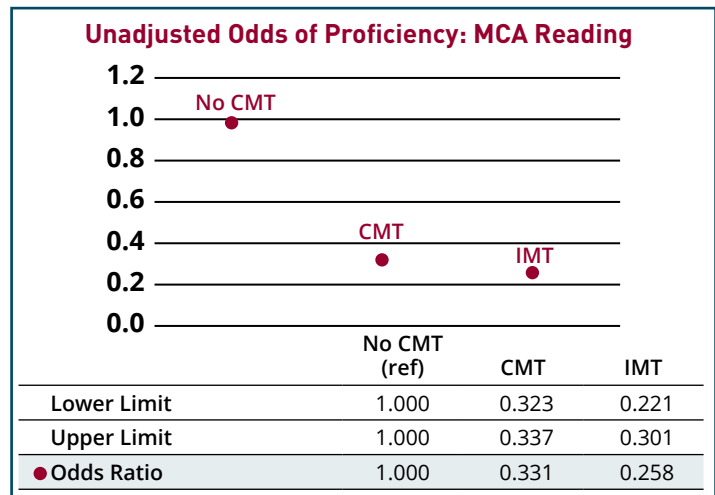 Unadjusted Odds of Proficiency: MCA Reading
1.2
No CMT
1.0
0.8
0.6
CMT
0.4
IMT
0.2
0.0
No CMT
(ref) CMT IMT
Lower Limit 1.000 0.323 0.221
Upper Limit 1.000 0.337 0.301
Odds Ratio 1.000 0.331 0.258